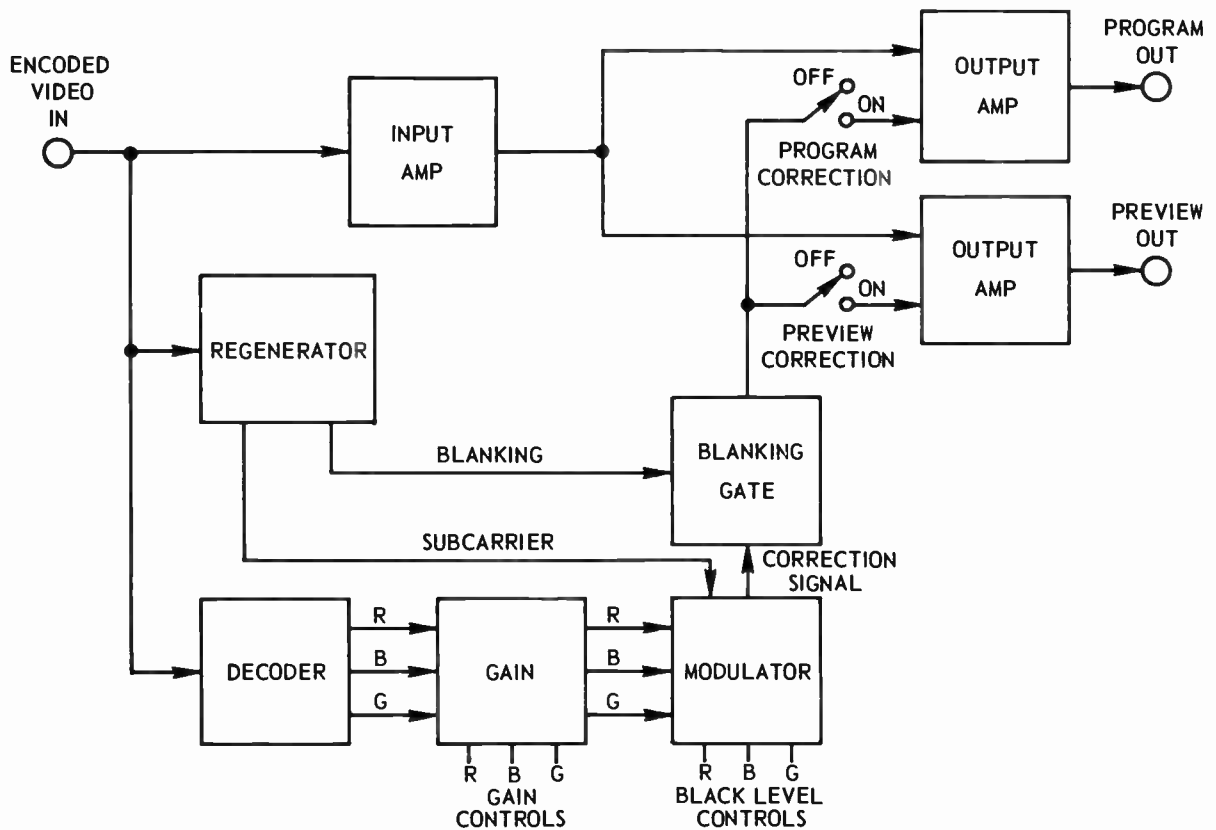 ENCODED
VIDEO
IN
INPUT
AMP
OFF
ON
PROGRAM
CORRECTION
OUTPUT
AMP
PROGRAM
OUT
OFF
ON
PREVIEW
CORRECTION
OUTPUT
AMP
PREVIEW
OUT
REGENERATOR
BLANKING
BLANKING
GATE
SUBCARRIER
CORRECTION
SIGNAL
DECODER
R
B
G
GAIN
R
B
G
MODULATOR
R B G
GAIN
CONTROLS
R B G
BLACK LEVEL
CONTROLS